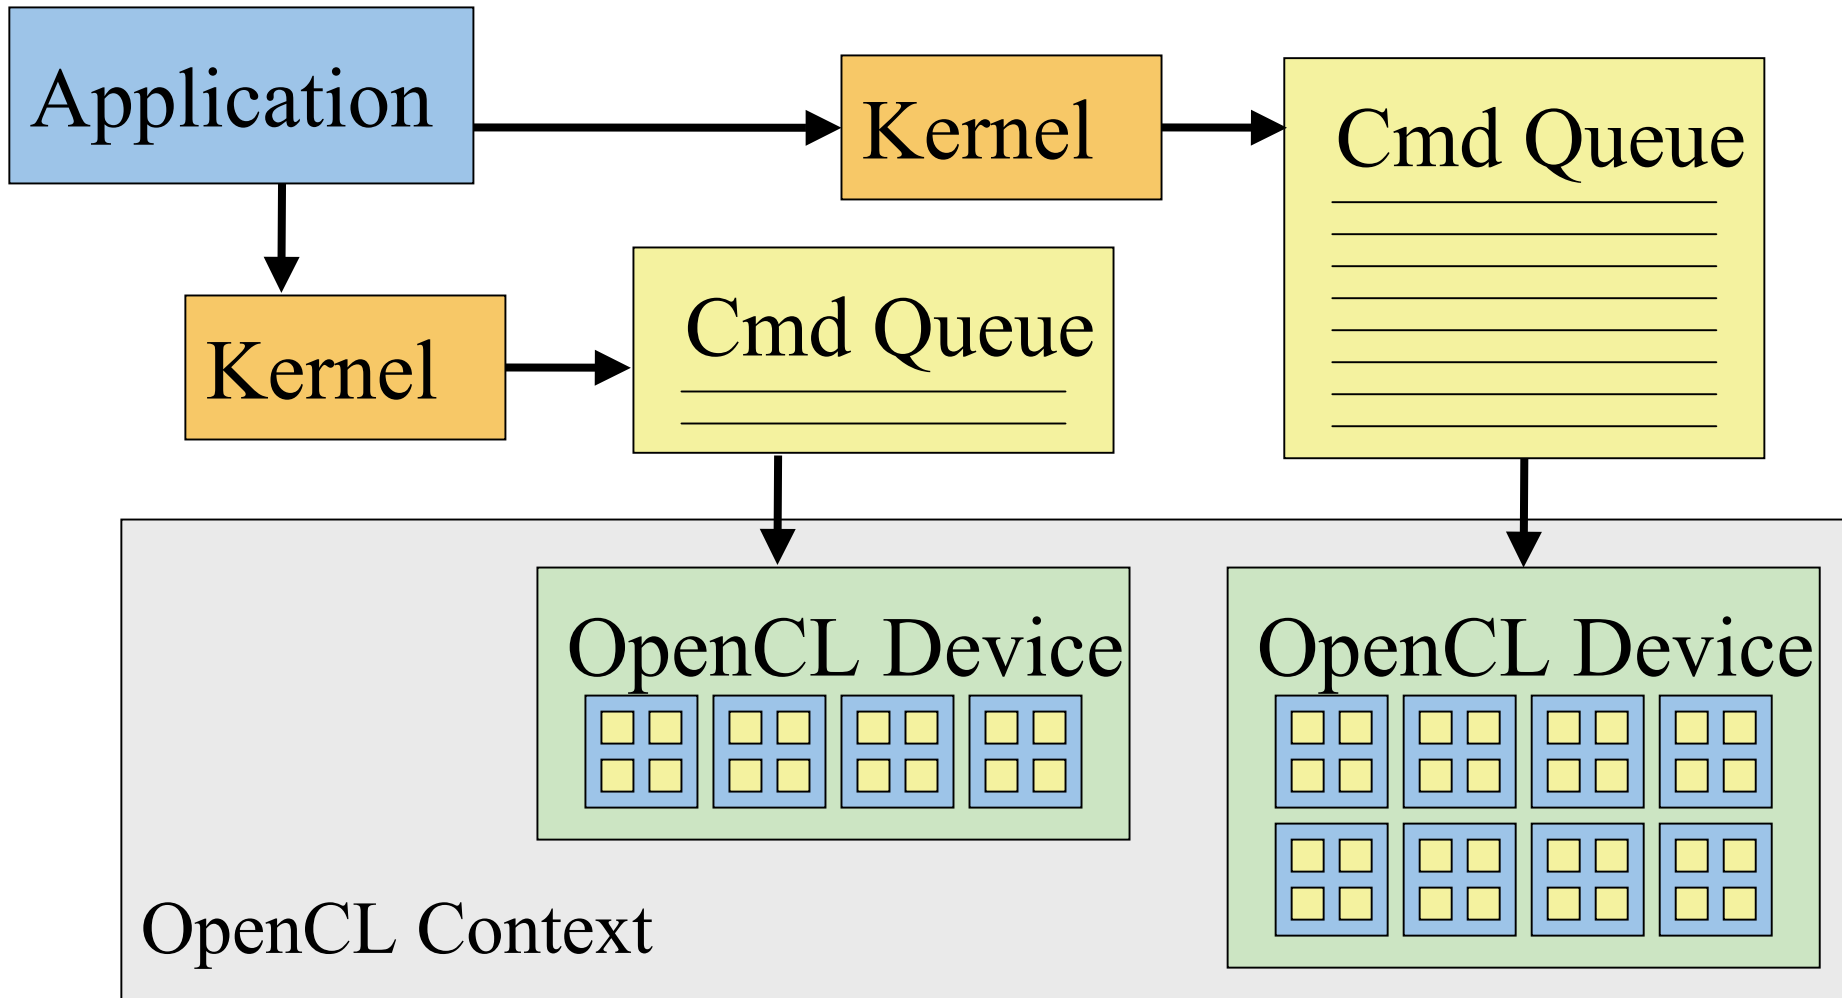 Application
Kernel
Cmd Queue
Kernel
Cmd Queue
OpenCL Device
OpenCL Device
OpenCL Context